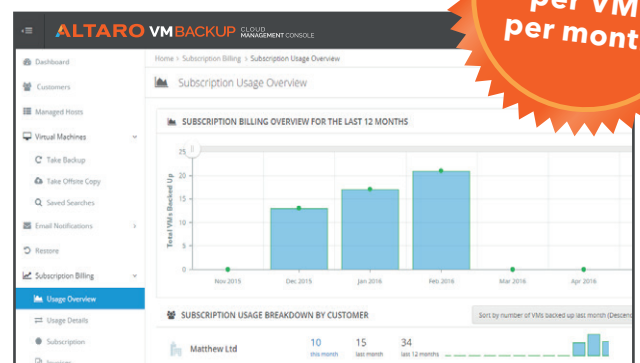 per VM
per mont
ALTARO VM BACKUP CLOUD MANAGEMENT CONSOLE
Dashboard
Customers
Managed Hosts
Virtual Machines
Take Backup
Take Offsite Copy
Saved Searches
Email Notifications
Restore
Subscription Billing
Usage Overview
Usage Details
Subscription
Home > Subscription Billing > Subscription Usage Overview
Subscription Usage Overview
SUBSCRIPTION BILLING OVERVIEW FOR THE LAST 12 MONTHS
Total VMs Backed Up
25
20
15
10
5
0
Nov 2015 Dec 2015 Jan 2016 Feb 2016 Mar 2016 Apr 2016
SUBSCRIPTION USAGE BREAKDOWN BY CUSTOMER
Sort by number of VMs backed up last month (Descen
Matthew Ltd
10 15 34
this month last month last 12 months